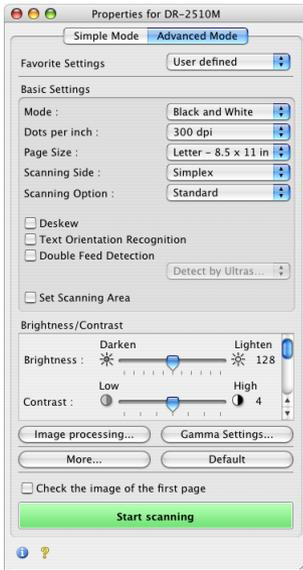 Properties for DR-2510M
Simple Mode Advanced Mode
Favorite Settings User defined
Basic Settings
Mode : Black and White
Dots per inch : 300 dpi
Page Size : Letter - 8.5 x 11 in
Scanning Side : Simplex
Scanning Option : Standard
Deskew
Text Orientation Recognition
Double Feed Detection
Detect by Ultras...
Set Scanning Area
Brightness/Contrast
Darken Lighten
Brightness : 128
Low High
Contrast : 4
Image processing... Gamma Settings...
More... Default
Check the image of the first page
Start scanning